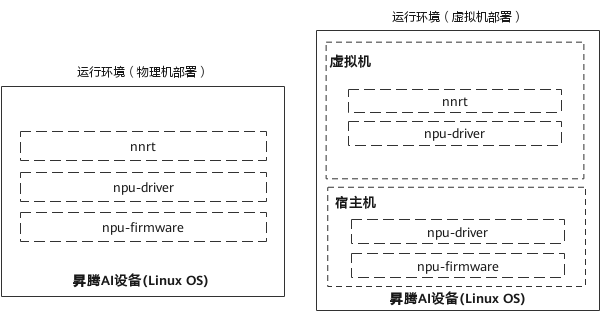 运行环境（物理机部署）
nnrt
npu-driver
npu-firmware
昇腾AI设备(Linux OS)
运行环境（虚拟机部署）
虚拟机
nnrt
npu-driver
宿主机
npu-driver
npu-firmware
昇腾AI设备(Linux OS)